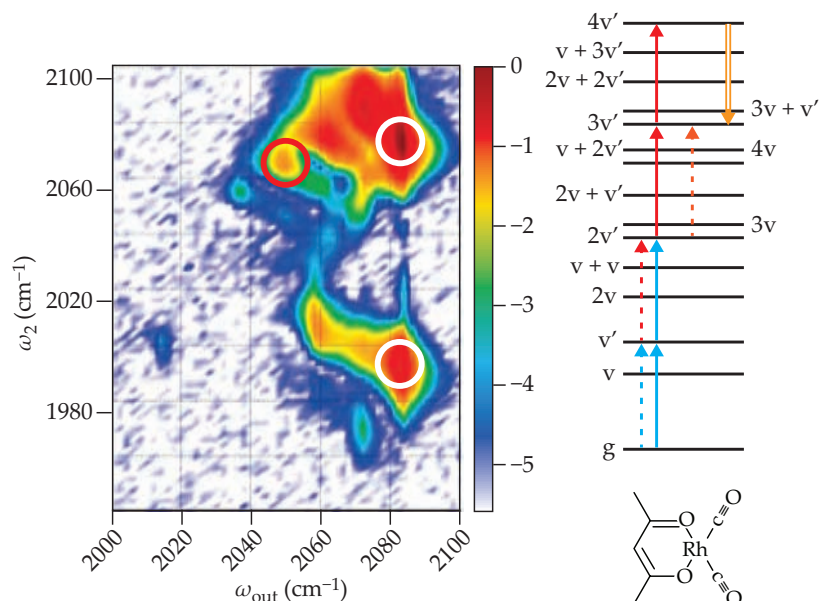 2100
2060
2020
1980
ω2 (cm−1)
2000
2020
2040
2060
2080
2100
ωout (cm−1)
0
−1
−2
−3
−4
−5
4v′
v + 3v′
2v + 2v′
3v + v′
3v′
v + 2v′
4v
2v + v′
3v
2v′
v + v
2v
v′
v
g
O
Rh
O
C≡O
C≡O